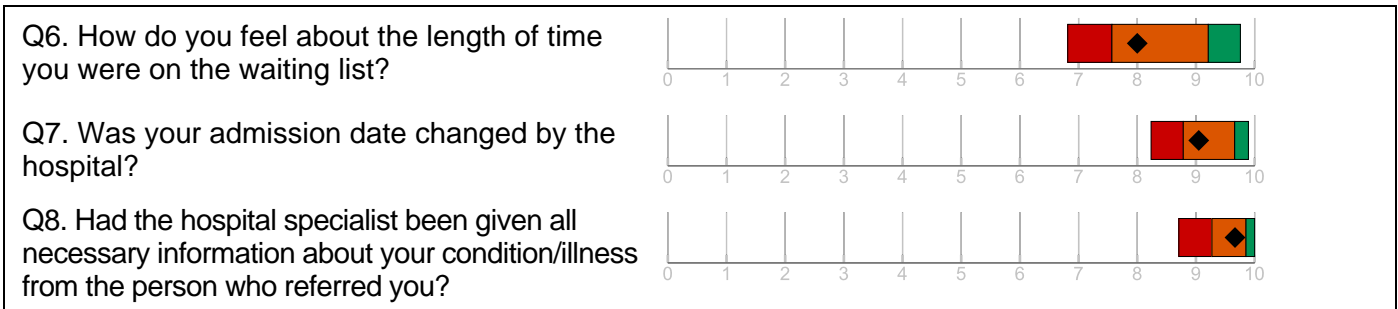 Q6. How do you feel about the length of time
you were on the waiting list?
0 1 2 3 4 5 6 7 8 9 10
Q7. Was your admission date changed by the
hospital?
0 1 2 3 4 5 6 7 8 9 10
Q8. Had the hospital specialist been given all
necessary information about your condition/illness
from the person who referred you?
0 1 2 3 4 5 6 7 8 9 10